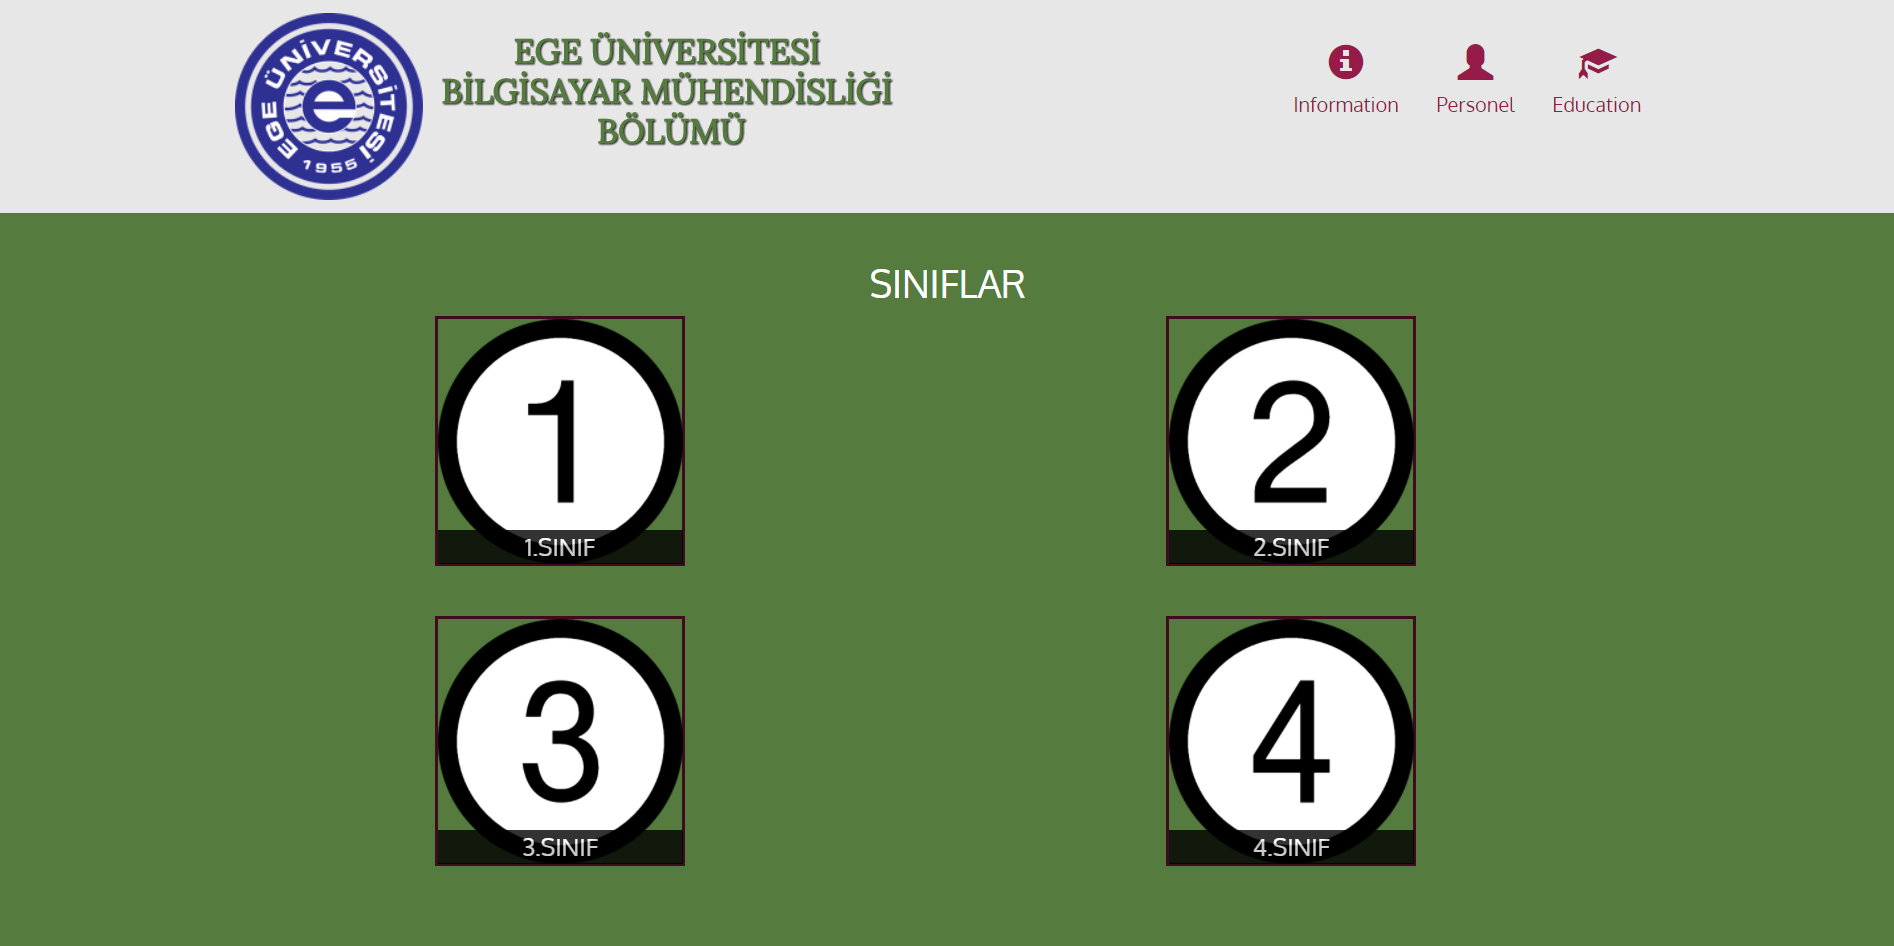 EGE ÜNİVERSİTESİ
1955
e
EGE ÜNİVERSİTESİ
BİLGİSAYAR MÜHENDİSLİĞİ
BÖLÜMÜ
Information
Personel
Education
SINIFLAR
1
1.SINIF
2
2.SINIF
3
3.SINIF
4
4.SINIF